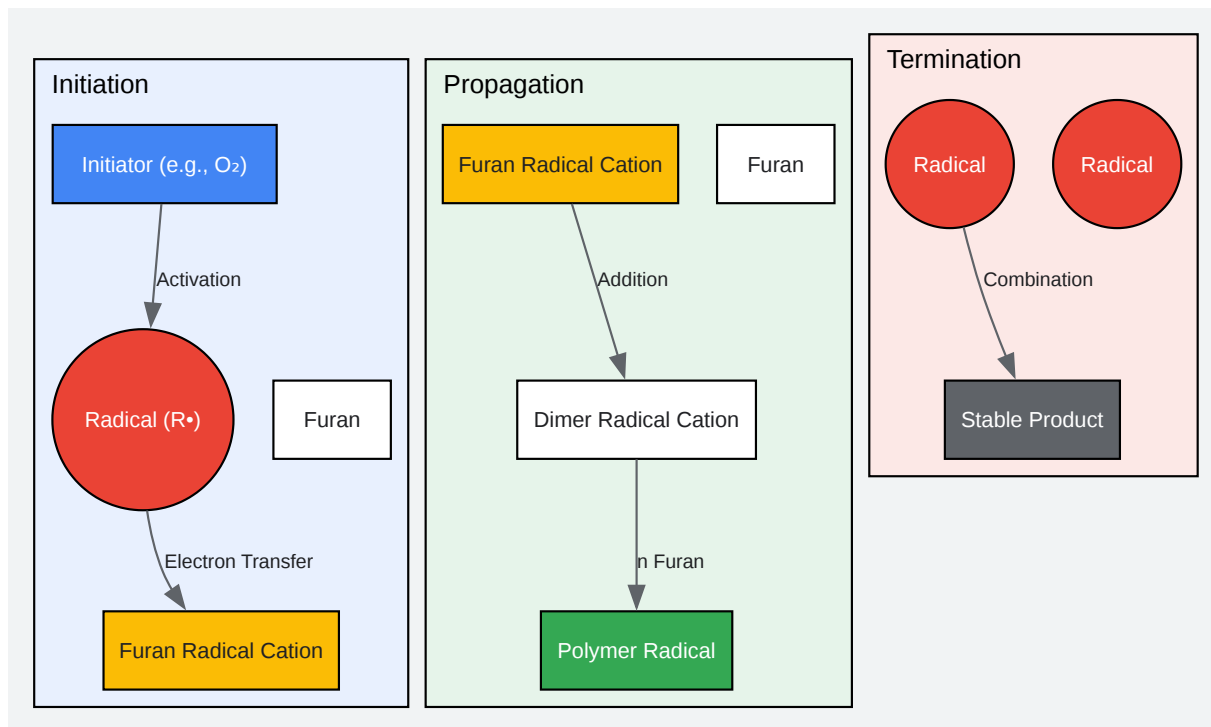 Initiation
Initiator (e.g., O₂)
Activation
Radical (R•)
Furan
Electron Transfer
Furan Radical Cation
Propagation
Furan Radical Cation
Furan
Addition
Dimer Radical Cation
n Furan
Polymer Radical
Termination
Radical
Radical
Combination
Stable Product